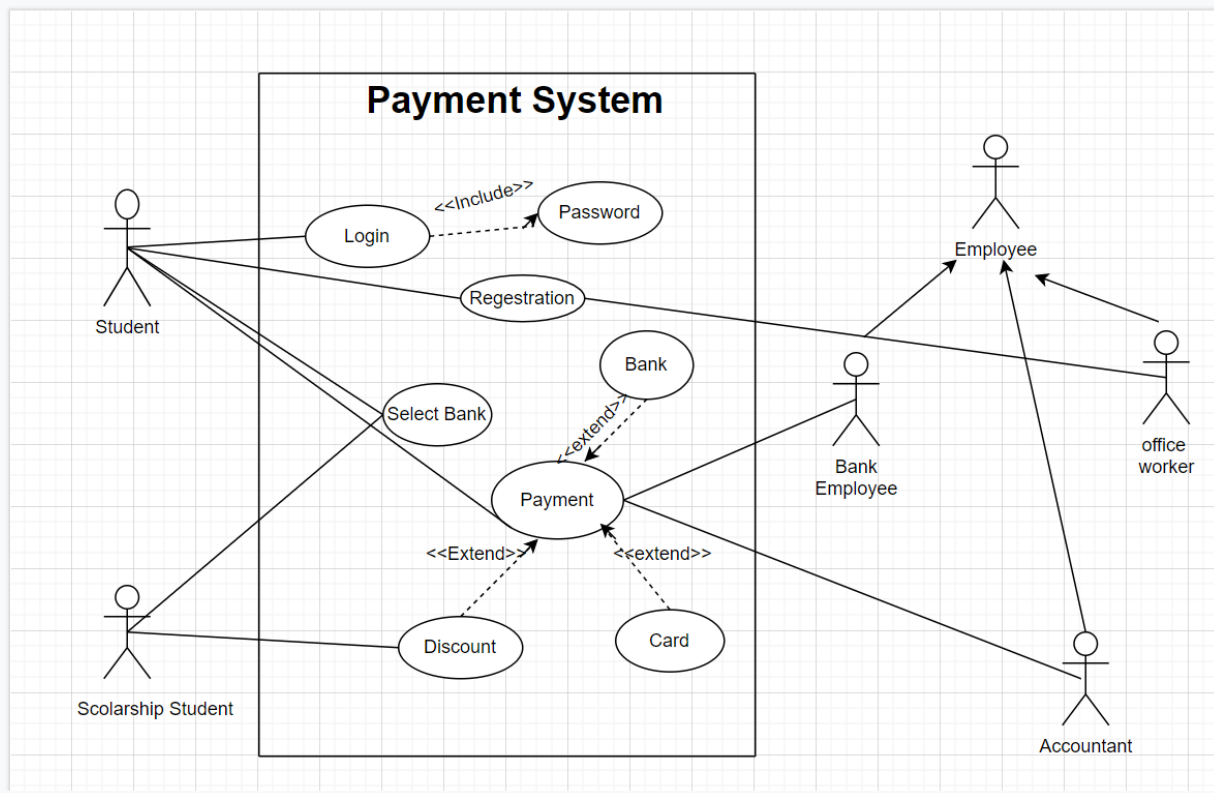 Payment System
<<Include>>
Password
Login
Employee
Regestration
Student
Bank
Select Bank
<<extend>>
office
worker
Bank
Employee
Payment
<<Extend>>
<<extend>>
Discount
Card
Scolarship Student
Accountant